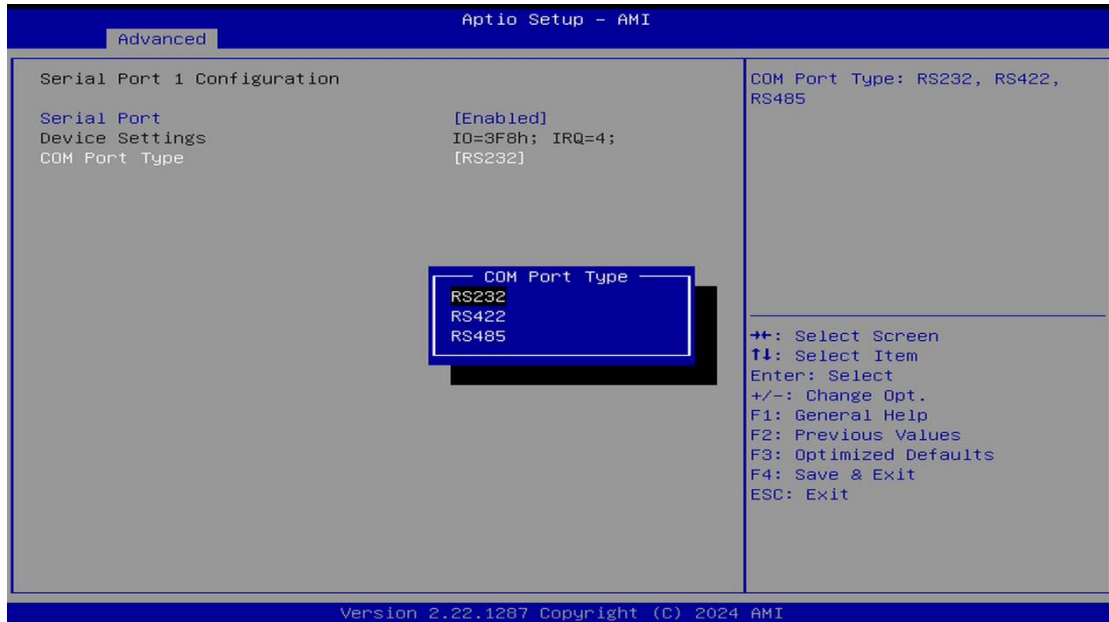 Aptio Setup - AMI
Advanced
Serial Port 1 Configuration
Serial Port [Enabled]
Device Settings IO=3F8h; IRQ=4;
COM Port Type [RS232]
COM Port Type
RS232
RS422
RS485
COM Port Type: RS232, RS422,
RS485
→←: Select Screen
↑↓: Select Item
Enter: Select
+/-: Change Opt.
F1: General Help
F2: Previous Values
F3: Optimized Defaults
F4: Save & Exit
ESC: Exit
Version 2.22.1287 Copyright (C) 2024 AMI